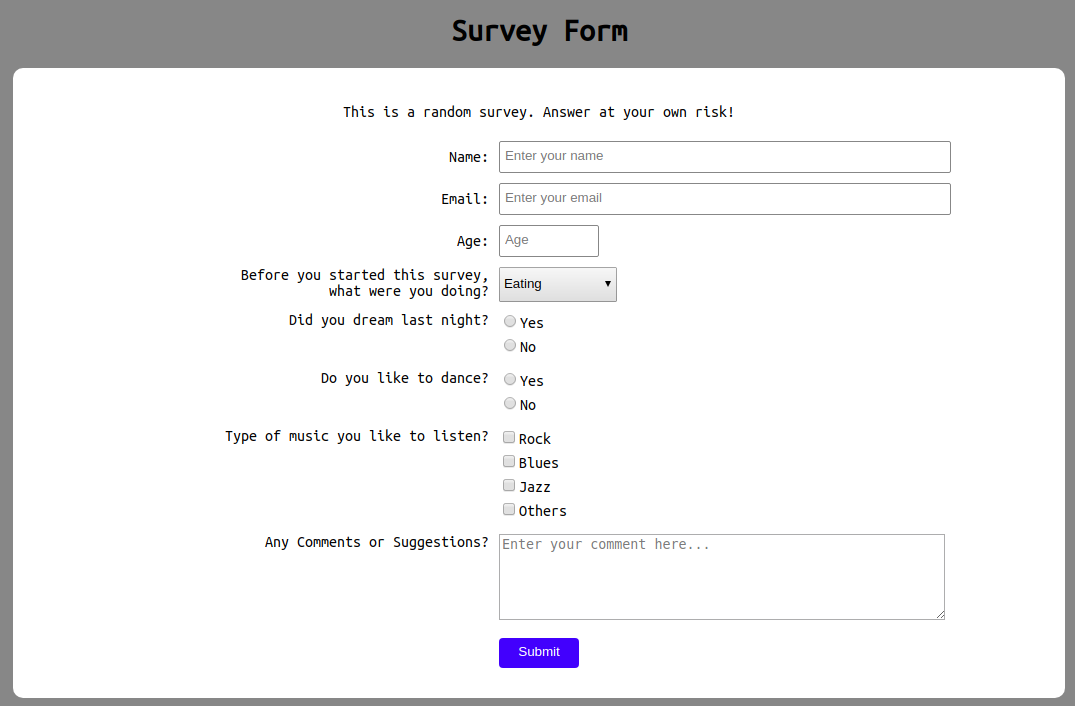 Survey Form
This is a random survey. Answer at your own risk!
Name: Enter your name
Email: Enter your email
Age: Age
Before you started this survey,
what were you doing? Eating
Did you dream last night? Yes
No
Do you like to dance? Yes
No
Type of music you like to listen? Rock
Blues
Jazz
Others
Any Comments or Suggestions? Enter your comment here...
Submit